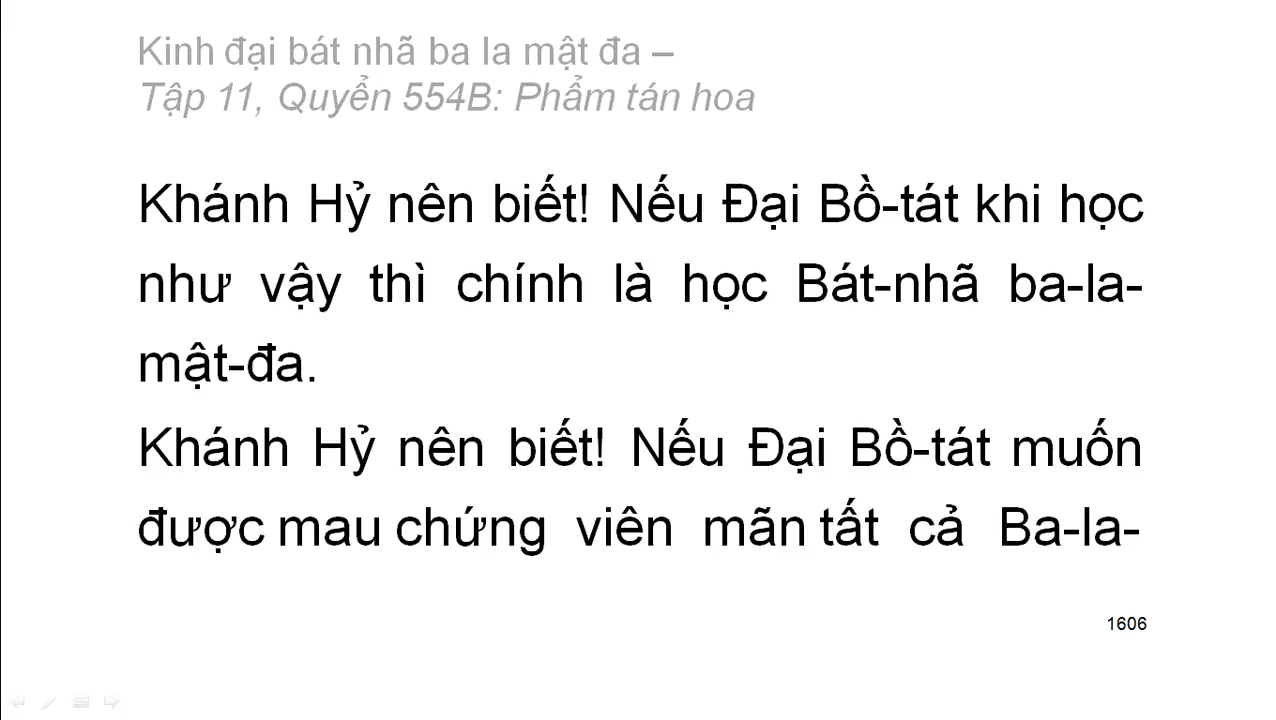 Kinh đại bát nhã ba la mật đa –
Tập 11, Quyển 554B: Phẩm tán hoa
Khánh Hỷ nên biết! Nếu Đại Bồ-tát khi học
như vậy thì chính là học Bát-nhã ba-la-
mật-đa.
Khánh Hỷ nên biết! Nếu Đại Bồ-tát muốn
được mau chứng viên mãn tất cả Ba-la-
1606